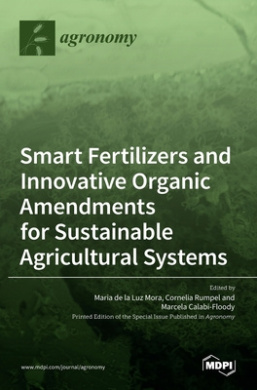 agronomy
Smart Fertilizers and
Innovative Organic
Amendments
for Sustainable
Agricultural Systems
Edited by
Maria de la Luz Mora, Cornelia Rumpel and
Marcela Calabi-Floody
Printed Edition of the Special Issue Published in Agronomy
www.mdpi.com/journal/agronomy
MDPI